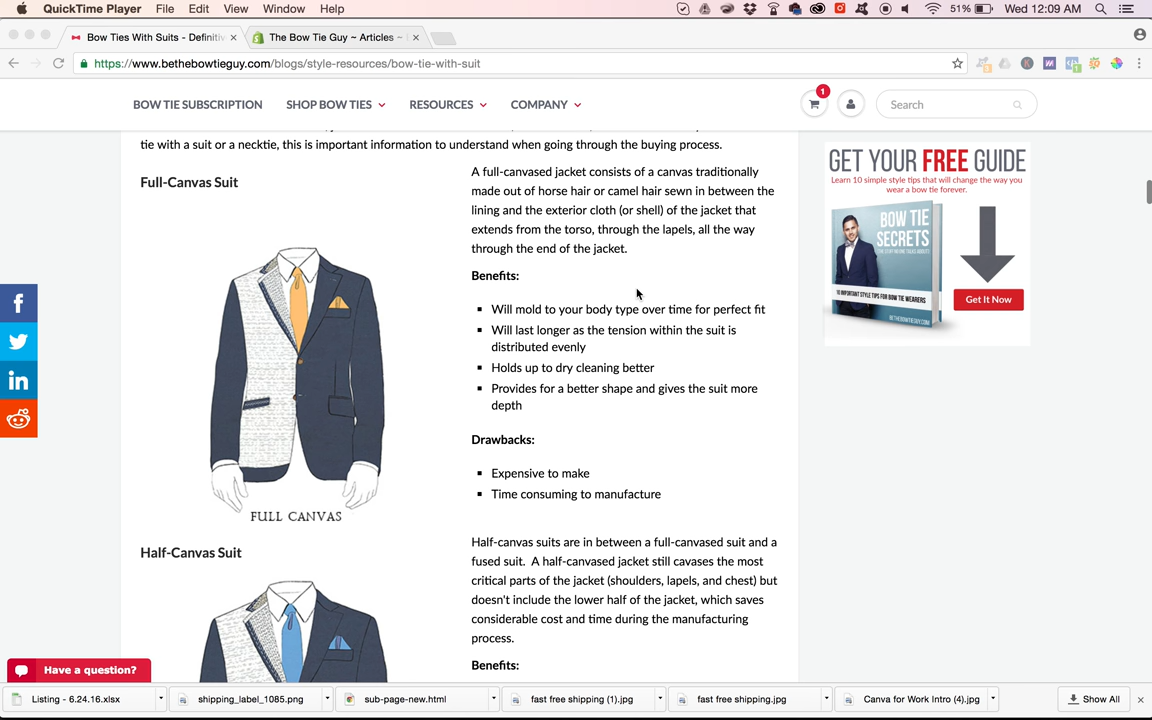 QuickTime Player File Edit View Window Help 51% Wed 12:09 AM
Bow Ties With Suits - Definitiv × The Bow Tie Guy ~ Articles ~ ×
https://www.bethebowtieguy.com/blogs/style-resources/bow-tie-with-suit
BOW TIE SUBSCRIPTION SHOP BOW TIES RESOURCES COMPANY 1 Search
tie with a suit or a necktie, this is important information to understand when going through the buying process.
Full-Canvas Suit
A full-canvased jacket consists of a canvas traditionally
made out of horse hair or camel hair sewn in between the
lining and the exterior cloth (or shell) of the jacket that
extends from the torso, through the lapels, all the way
through the end of the jacket.
Benefits:
▪ Will mold to your body type over time for perfect fit
▪ Will last longer as the tension within the suit is
distributed evenly
▪ Holds up to dry cleaning better
▪ Provides for a better shape and gives the suit more
depth
Drawbacks:
▪ Expensive to make
▪ Time consuming to manufacture
FULL CANVAS
Half-Canvas Suit
Half-canvas suits are in between a full-canvased suit and a
fused suit. A half-canvased jacket still cavases the most
critical parts of the jacket (shoulders, lapels, and chest) but
doesn't include the lower half of the jacket, which saves
considerable cost and time during the manufacturing
process.
Benefits:
GET YOUR FREE GUIDE
Learn 10 simple style tips that will change the way you
wear a bow tie forever.
BOW TIE
SECRETS
10 IMPORTANT STYLE TIPS FOR BOW TIE WEARERS
BETHEBOWTIEGUY.COM
Get It Now
Have a question?
Listing - 6.24.16.xlsx shipping_label_1085.png sub-page-new.html fast free shipping (1).jpg fast free shipping.jpg Canva for Work Intro (4).jpg Show All ×